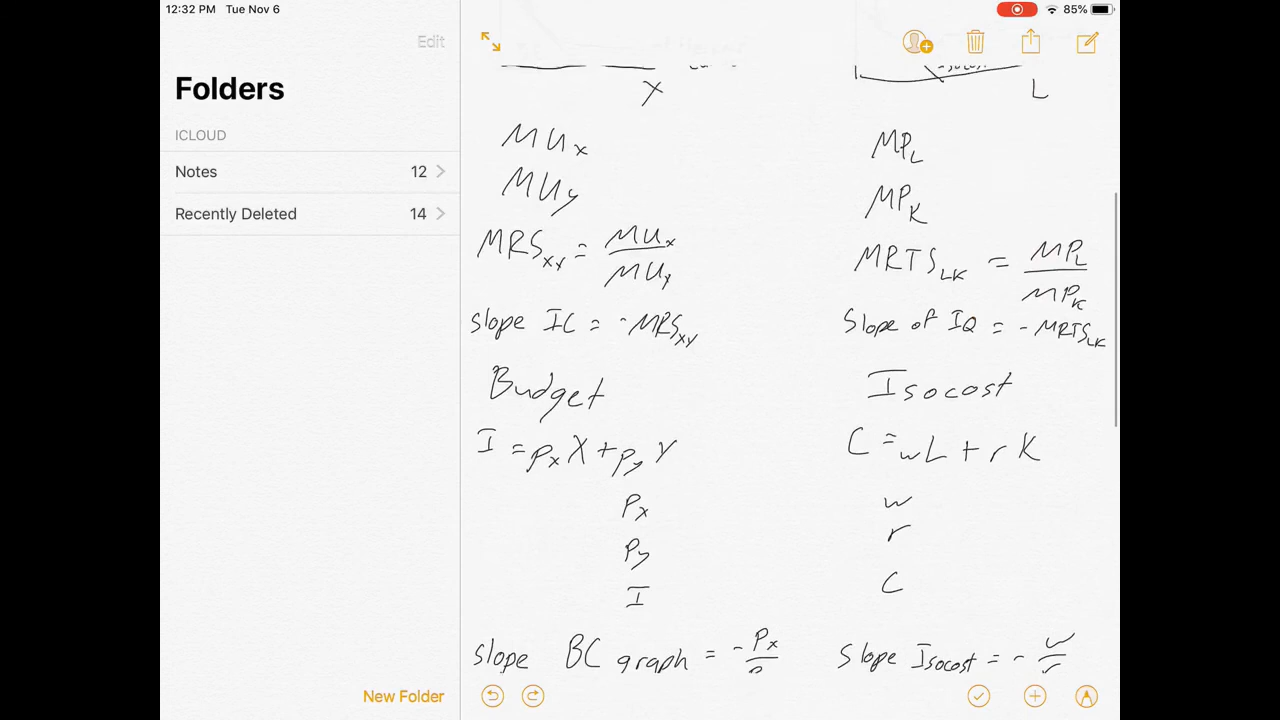 12:32 PM Tue Nov 6
85%
Edit
Folders
ICLOUD
Notes 12
Recently Deleted 14
New Folder
X
MUx
MUy
MRSxy = MUx / MUy
slope IC = -MRSxy
Budget
I = pxX + pyY
Px
Py
I
slope BC graph = - Px
isocost
L
MPL
MPK
MRTSLK = MPL / MPK
Slope of IQ = - MRTSLK
Isocost
C = wL + rK
w
r
C
Slope Isocost = - w / r